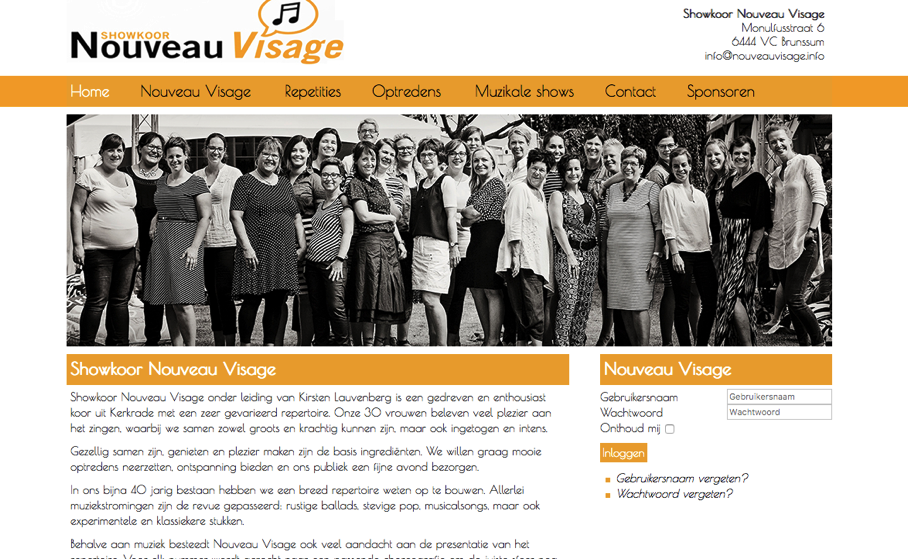 SHOWKOOR
Nouveau Visage
Showkoor Nouveau Visage
Monulfusstraat 6
6444 VC Brunssum
info@nouveauvisage.info
Home Nouveau Visage Repetities Optredens Muzikale shows Contact Sponsoren
Showkoor Nouveau Visage
Showkoor Nouveau Visage onder leiding van Kirsten Lauvenberg is een gedreven en enthousiast
koor uit Kerkrade met een zeer gevarieerd repertoire. Onze 30 vrouwen beleven veel plezier aan
het zingen, waarbij we samen zowel groots en krachtig kunnen zijn, maar ook ingetogen en intens.
Gezellig samen zijn, genieten en plezier maken zijn de basis ingrediënten. We willen graag mooie
optredens neerzetten, ontspanning bieden en ons publiek een fijne avond bezorgen.
In ons bijna 40 jarig bestaan hebben we een breed repertoire weten op te bouwen. Allerlei
muziekstromingen zijn de revue gepasseerd: rustige ballads, stevige pop, musicalsongs, maar ook
experimentele en klassiekere stukken.
Behalve aan muziek besteedt Nouveau Visage ook veel aandacht aan de presentatie van het
Nouveau Visage
Gebruikersnaam Gebruikersnaam
Wachtwoord Wachtwoord
Onthoud mij
Inloggen
Gebruikersnaam vergeten?
Wachtwoord vergeten?